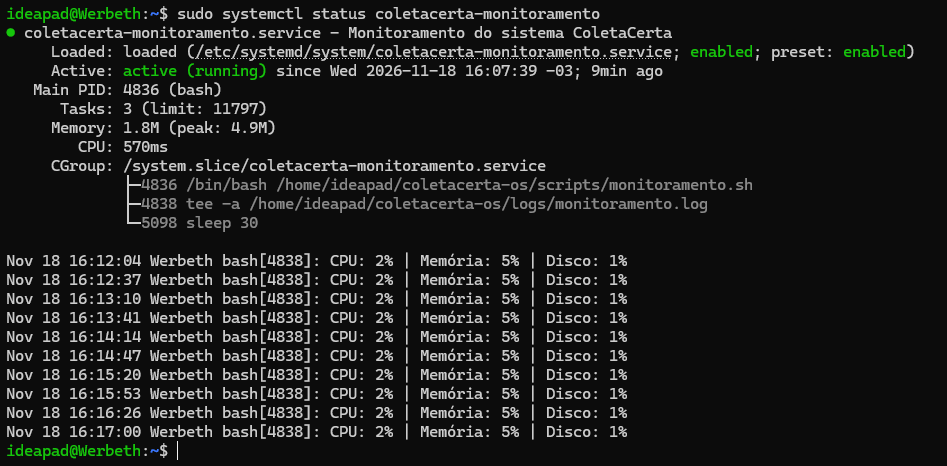 ideapad@Werbeth:~$ sudo systemctl status coletacerta-monitoramento
● coletacerta-monitoramento.service - Monitoramento do sistema ColetaCerta
     Loaded: loaded (/etc/systemd/system/coletacerta-monitoramento.service; enabled; preset: enabled)
     Active: active (running) since Wed 2026-11-18 16:07:39 -03; 9min ago
   Main PID: 4836 (bash)
      Tasks: 3 (limit: 11797)
     Memory: 1.8M (peak: 4.9M)
        CPU: 570ms
     CGroup: /system.slice/coletacerta-monitoramento.service
             ├─4836 /bin/bash /home/ideapad/coletacerta-os/scripts/monitoramento.sh
             ├─4838 tee -a /home/ideapad/coletacerta-os/logs/monitoramento.log
             └─5098 sleep 30
Nov 18 16:12:04 Werbeth bash[4838]: CPU: 2% | Memória: 5% | Disco: 1%
Nov 18 16:12:37 Werbeth bash[4838]: CPU: 2% | Memória: 5% | Disco: 1%
Nov 18 16:13:10 Werbeth bash[4838]: CPU: 2% | Memória: 5% | Disco: 1%
Nov 18 16:13:41 Werbeth bash[4838]: CPU: 2% | Memória: 5% | Disco: 1%
Nov 18 16:14:14 Werbeth bash[4838]: CPU: 2% | Memória: 5% | Disco: 1%
Nov 18 16:14:47 Werbeth bash[4838]: CPU: 2% | Memória: 5% | Disco: 1%
Nov 18 16:15:20 Werbeth bash[4838]: CPU: 2% | Memória: 5% | Disco: 1%
Nov 18 16:15:53 Werbeth bash[4838]: CPU: 2% | Memória: 5% | Disco: 1%
Nov 18 16:16:26 Werbeth bash[4838]: CPU: 2% | Memória: 5% | Disco: 1%
Nov 18 16:17:00 Werbeth bash[4838]: CPU: 2% | Memória: 5% | Disco: 1%
ideapad@Werbeth:~$